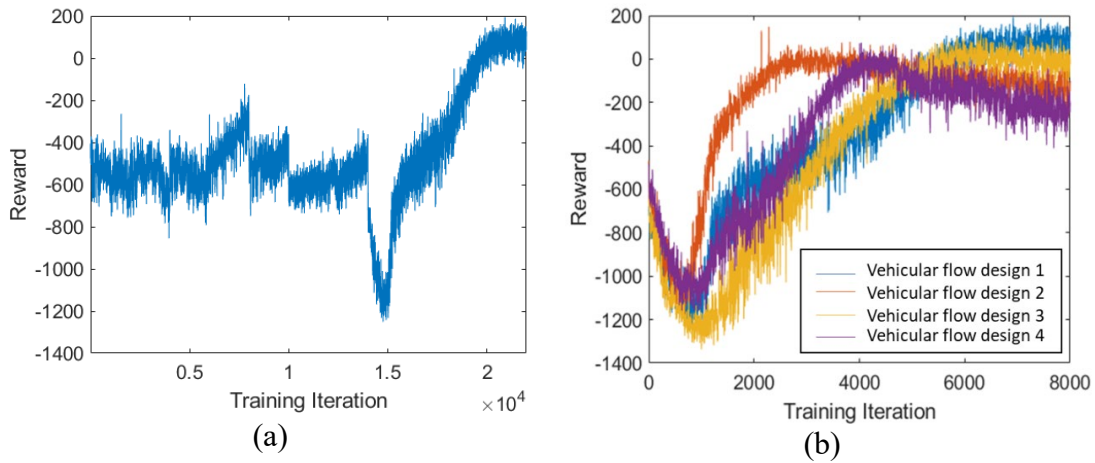 200
0
-200
-400
-600
-800
-1000
-1200
-1400
Reward
0.5
1
1.5
2
×10⁴
Training Iteration
(a)
200
0
-200
-400
-600
-800
-1000
-1200
-1400
Reward
Vehicular flow design 1
Vehicular flow design 2
Vehicular flow design 3
Vehicular flow design 4
0
2000
4000
6000
8000
Training Iteration
(b)